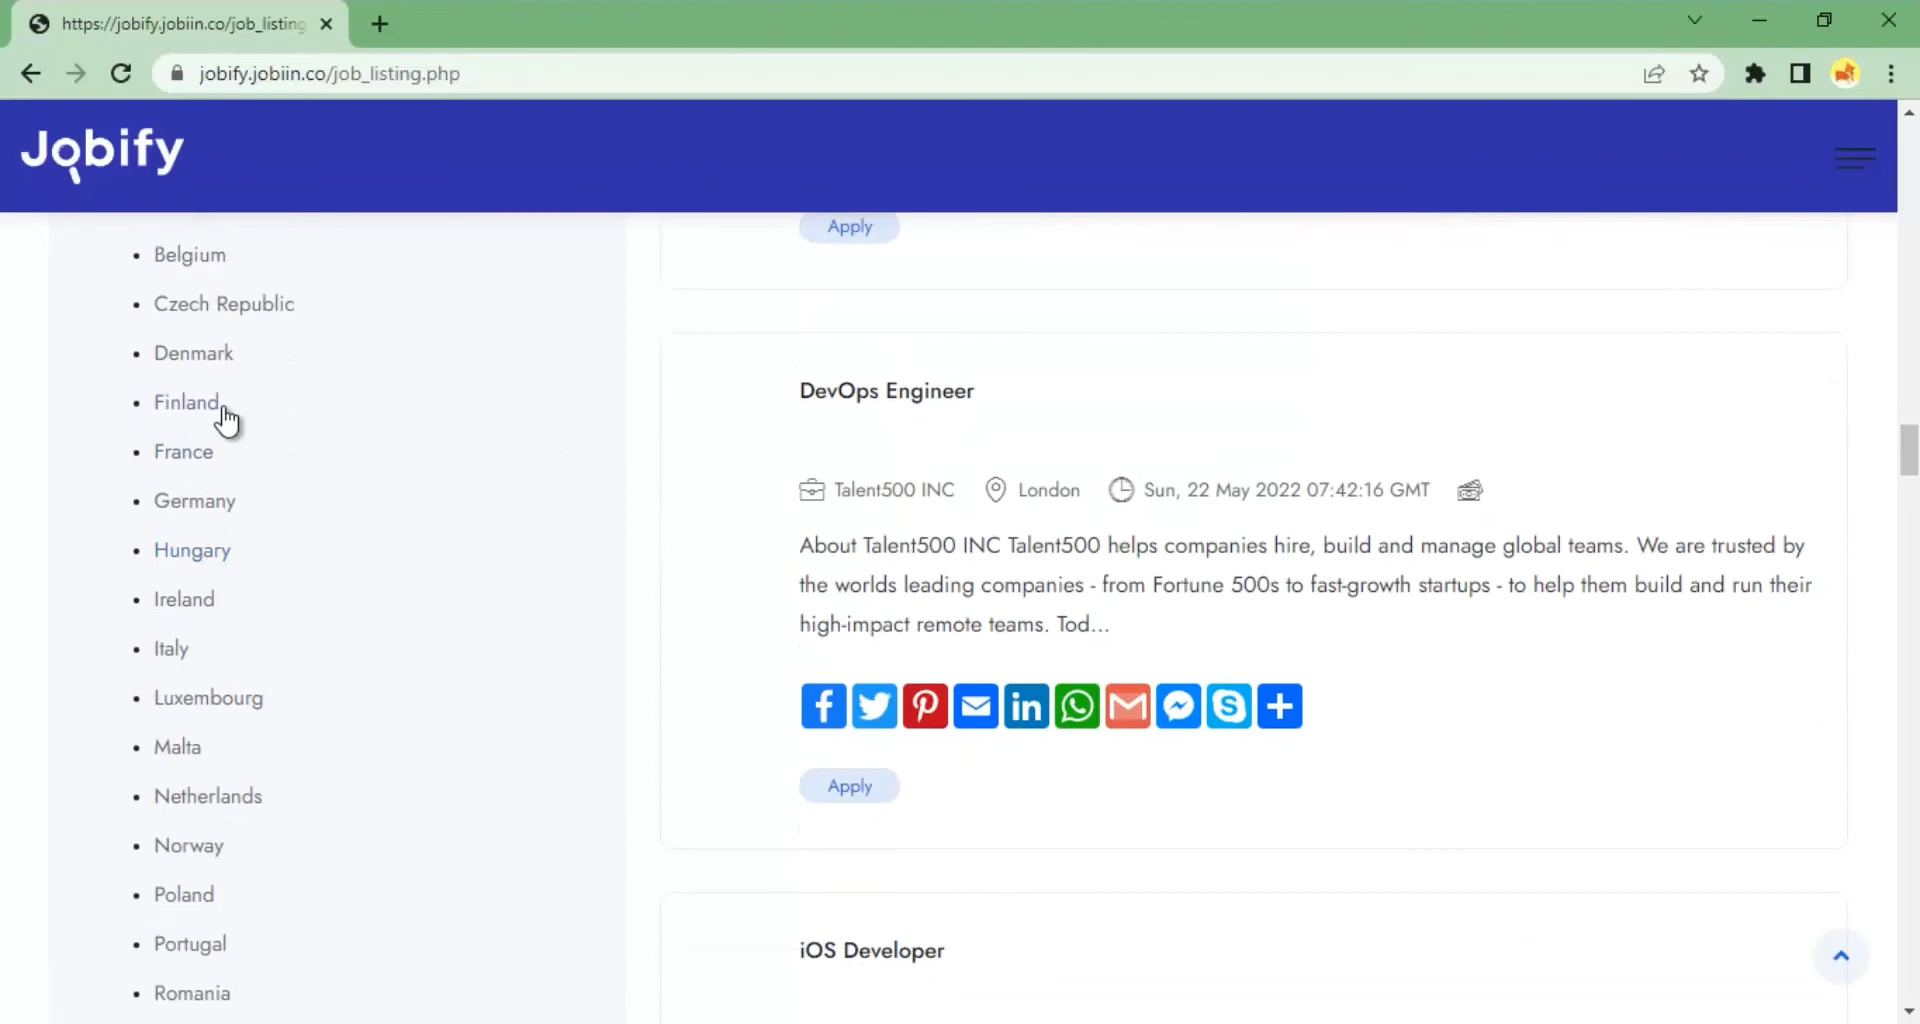 https://jobify.jobiin.co/job_listing
jobify.jobiin.co/job_listing.php
Jobify
Belgium
Czech Republic
Denmark
Finland
France
Germany
Hungary
Ireland
Italy
Luxembourg
Malta
Netherlands
Norway
Poland
Portugal
Romania
Apply
DevOps Engineer
Talent500 INC London Sun, 22 May 2022 07:42:16 GMT
About Talent500 INC Talent500 helps companies hire, build and manage global teams. We are trusted by
the worlds leading companies - from Fortune 500s to fast-growth startups - to help them build and run their
high-impact remote teams. Tod...
Apply
iOS Developer